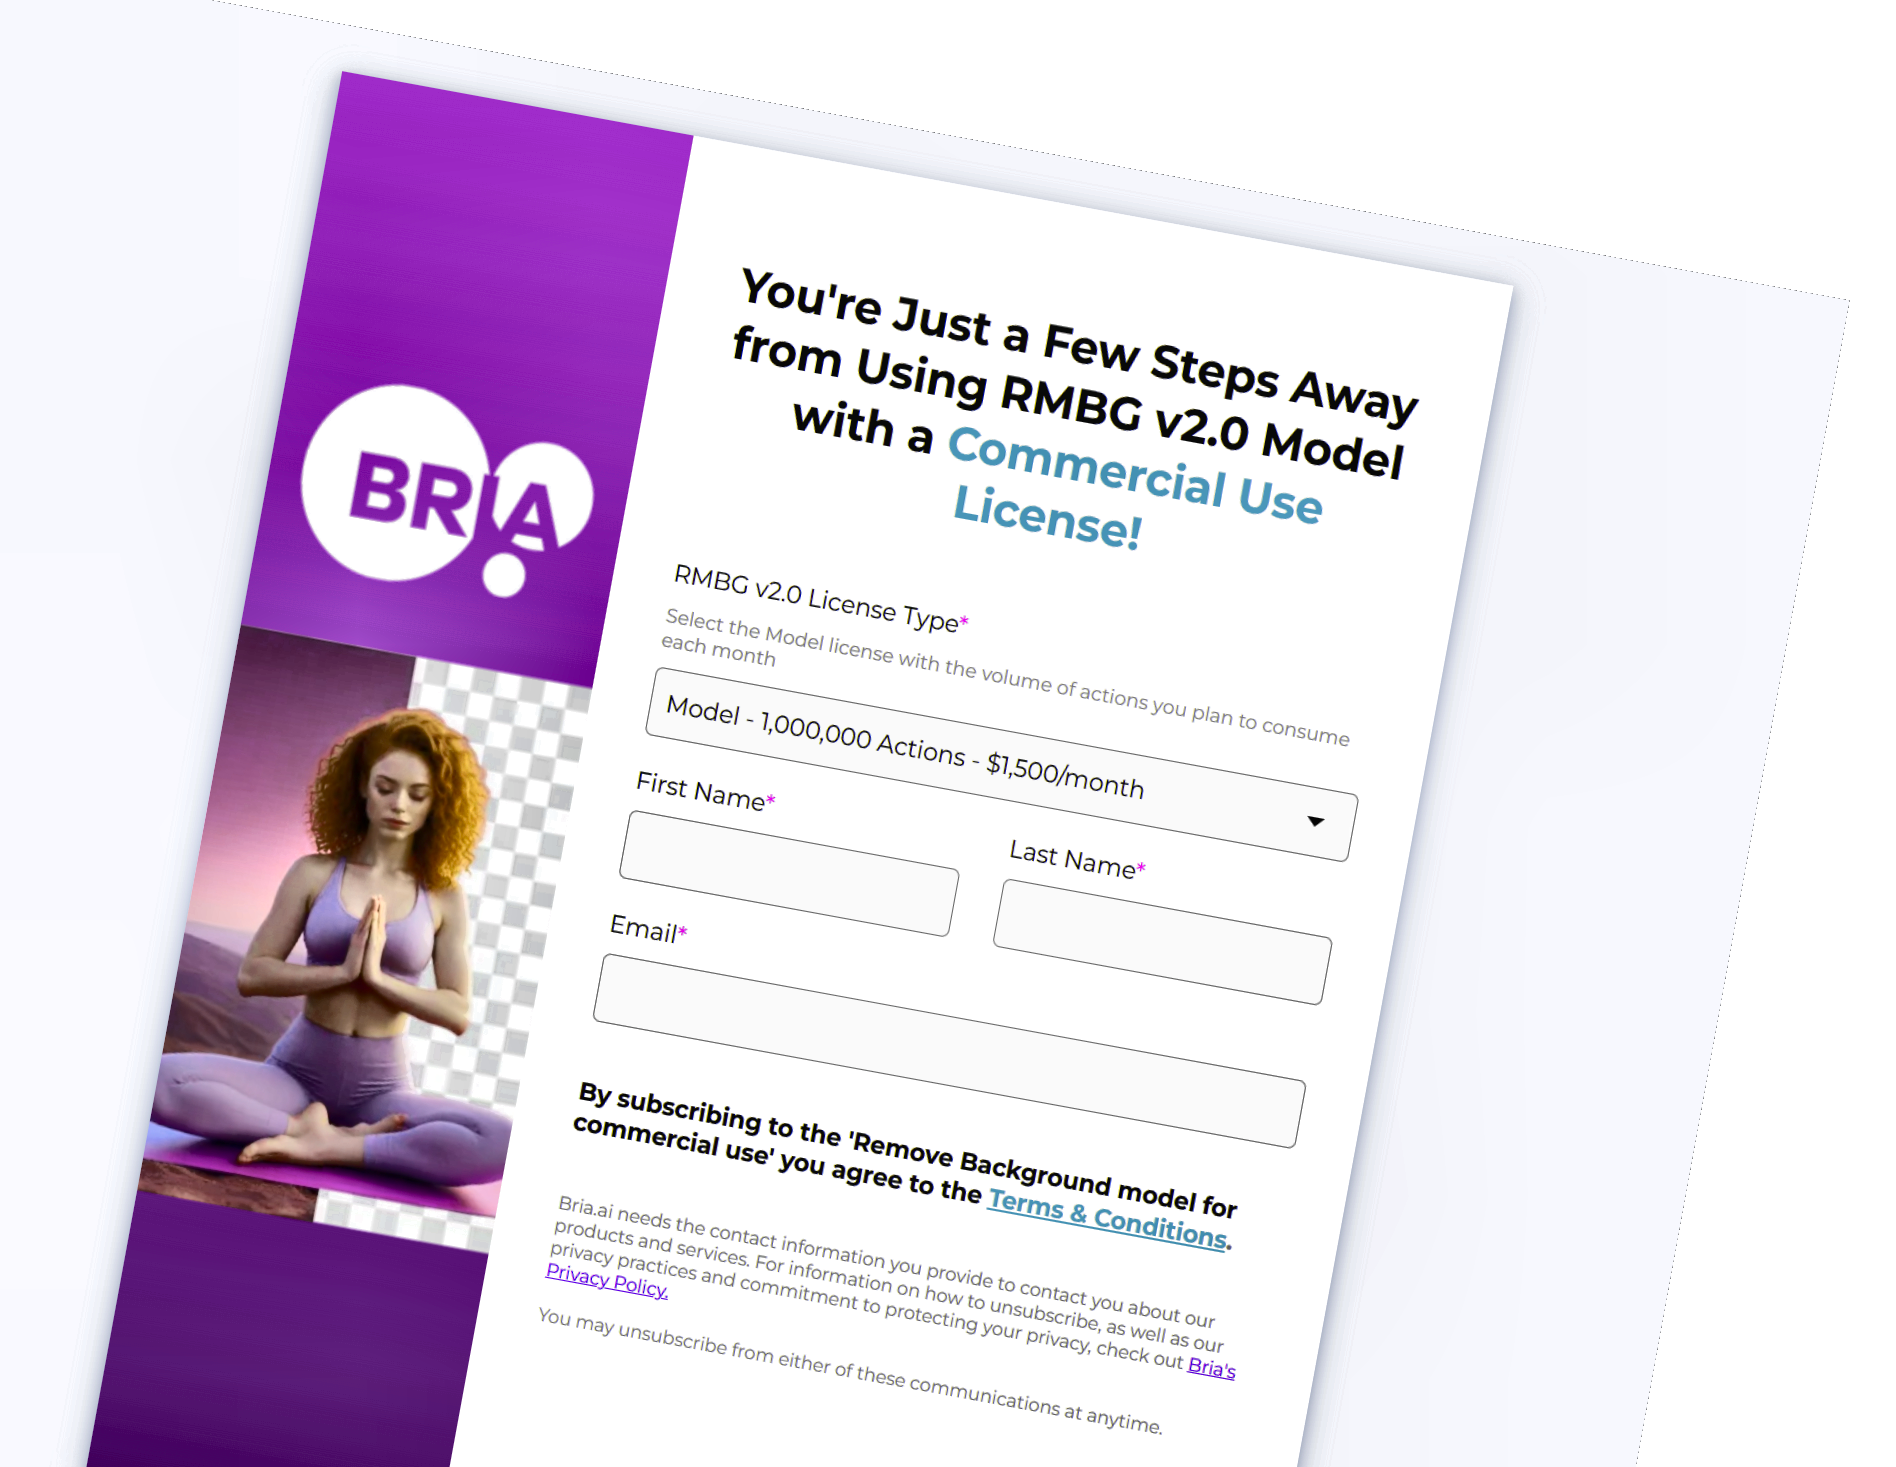 BRIA
You're Just a Few Steps Away
from Using RMBG v2.0 Model
with a Commercial Use
License!
RMBG v2.0 License Type*
Select the Model license with the volume of actions you plan to consume
each month
Model - 1,000,000 Actions - $1,500/month
First Name*
Last Name*
Email*
By subscribing to the 'Remove Background model for
commercial use' you agree to the Terms & Conditions.
Bria.ai needs the contact information you provide to contact you about our
products and services. For information on how to unsubscribe, as well as our
privacy practices and commitment to protecting your privacy, check out Bria's
Privacy Policy.
You may unsubscribe from either of these communications at anytime.